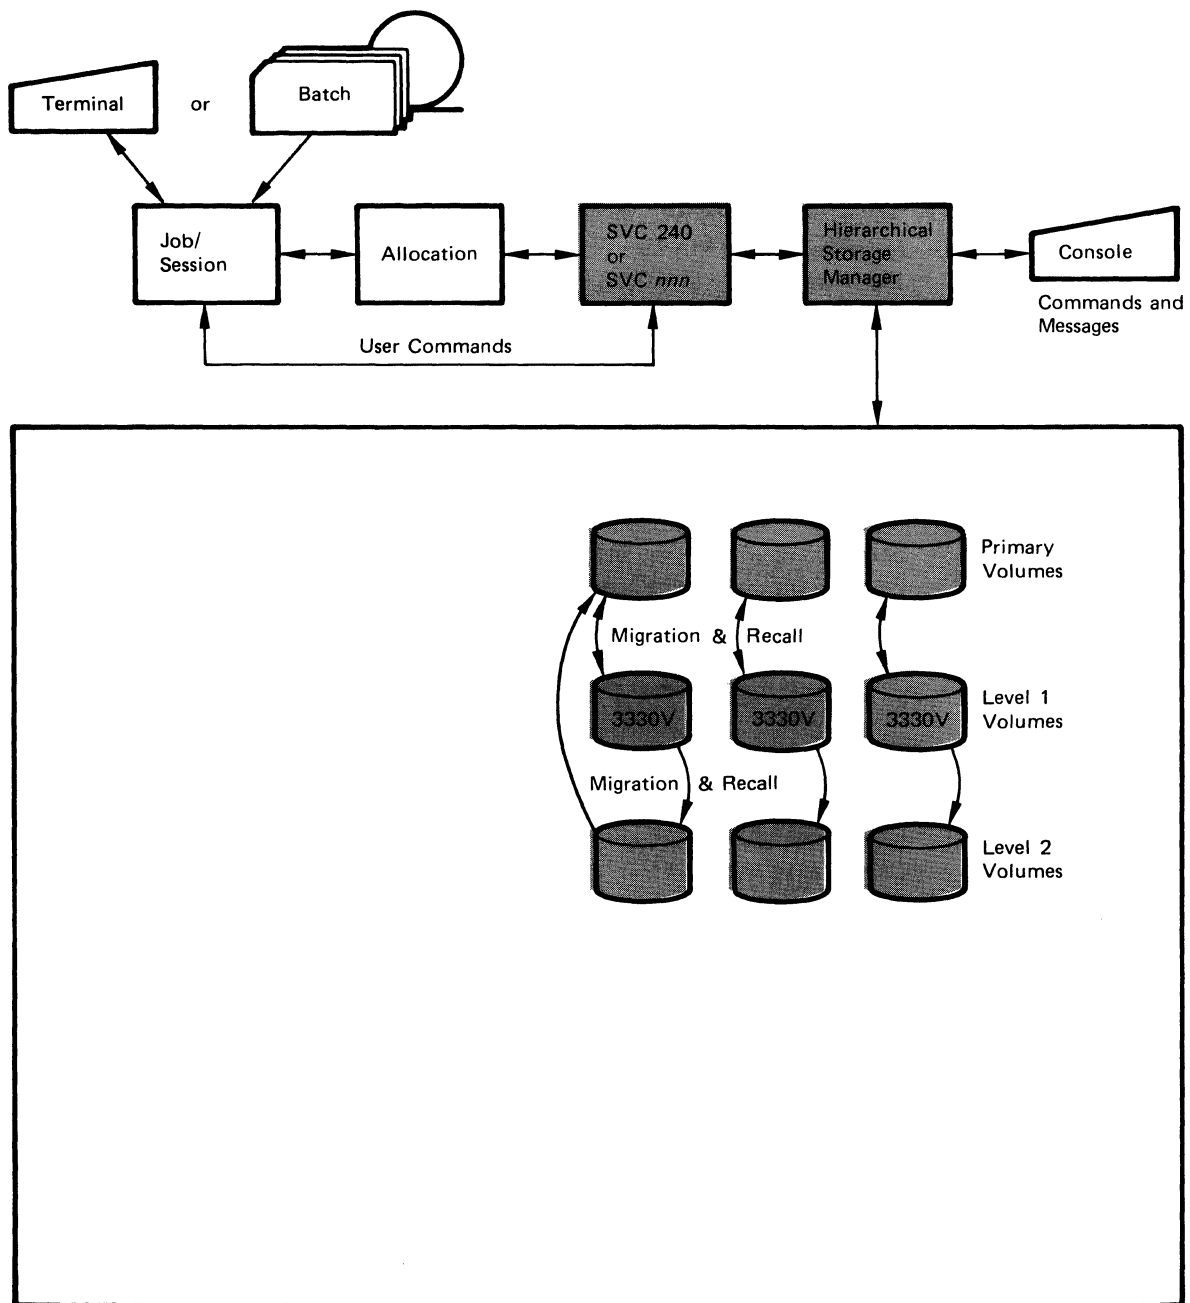 Terminal
or
Batch
Job/
Session
Allocation
SVC 240
or
SVC nnn
Hierarchical
Storage
Manager
Console
Commands and
Messages
User Commands
Primary
Volumes
Migration & Recall
3330V
3330V
3330V
Level 1
Volumes
Migration & Recall
Level 2
Volumes